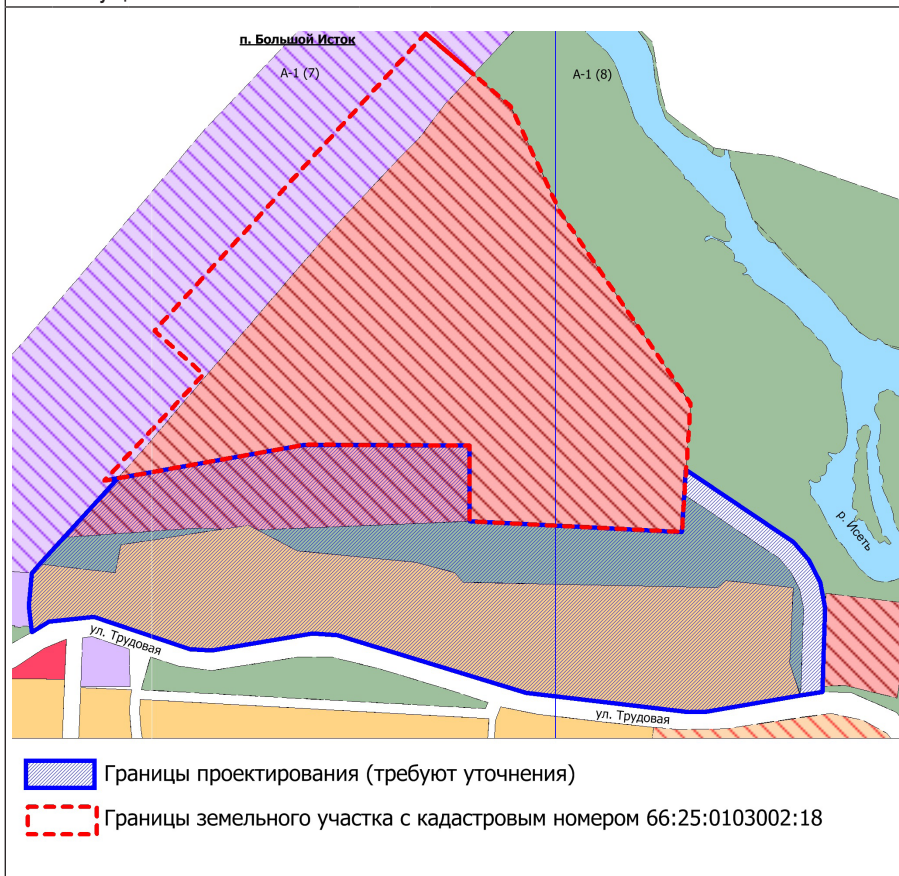 п. Большой Исток
А-1 (7)
А-1 (8)
р. Исеть
ул. Трудовая
ул. Трудовая
Границы проектирования (требуют уточнения)
Границы земельного участка с кадастровым номером 66:25:0103002:18